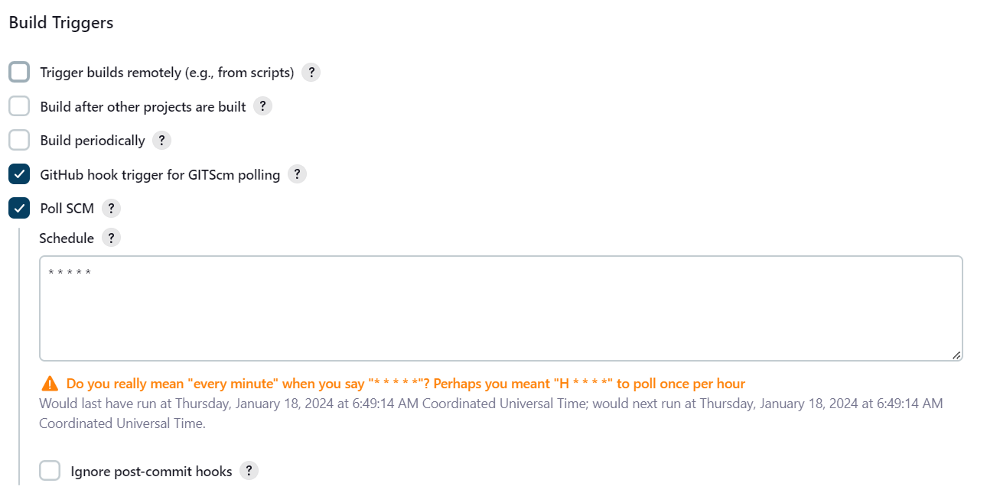 Build Triggers
Trigger builds remotely (e.g., from scripts) ?
Build after other projects are built ?
Build periodically ?
GitHub hook trigger for GITScm polling ?
Poll SCM ?
Schedule ?
* * * * *
Do you really mean "every minute" when you say "* * * * *"? Perhaps you meant "H * * * *" to poll once per hour
Would last have run at Thursday, January 18, 2024 at 6:49:14 AM Coordinated Universal Time; would next run at Thursday, January 18, 2024 at 6:49:14 AM
Coordinated Universal Time.
Ignore post-commit hooks ?